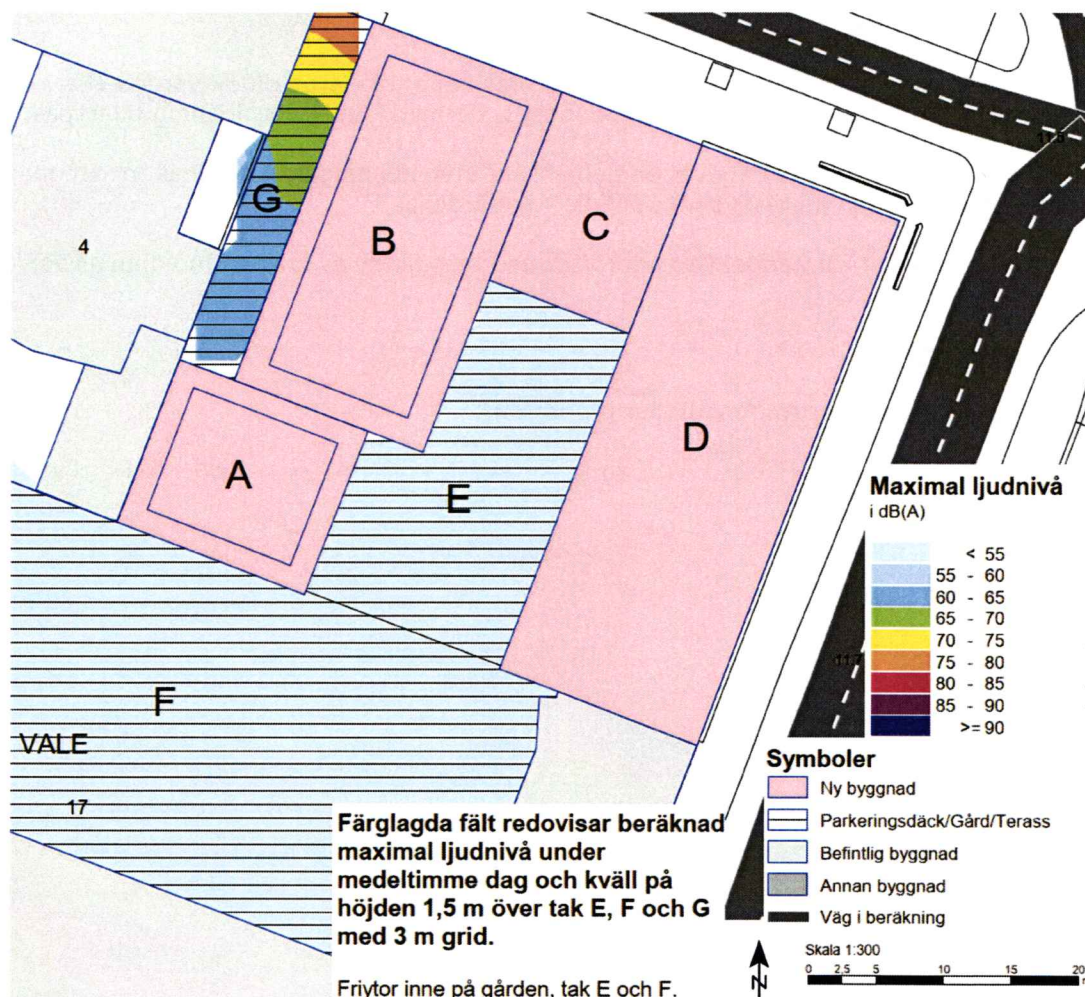 G
B
C
4
A
E
D
F
VALE
17
11.7
Maximal ljudnivå
i dB(A)
< 55
55 - 60
60 - 65
65 - 70
70 - 75
75 - 80
80 - 85
85 - 90
>= 90
Symboler
Ny byggnad
Parkeringsdäck/Gård/Terass
Befintlig byggnad
Annan byggnad
Väg i beräkning
Färglagda fält redovisar beräknad
maximal ljudnivå under
medeltimme dag och kväll på
höjden 1,5 m över tak E, F och G
med 3 m grid.
Friytor inne på gården, tak E och F.
N
Skala 1:300
0 2,5 5 10 15 20